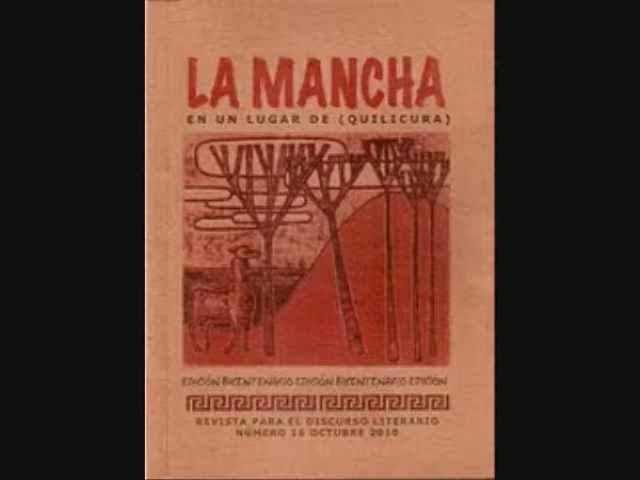 LA MANCHA
EN UN LUGAR DE (QUILICURA)
EDICIÓN BICENTENARIO EDICIÓN BICENTENARIO EDICION
REVISTA PARA EL DISCURSO LITERARIO
NÚMERO 16 OCTUBRE 2010